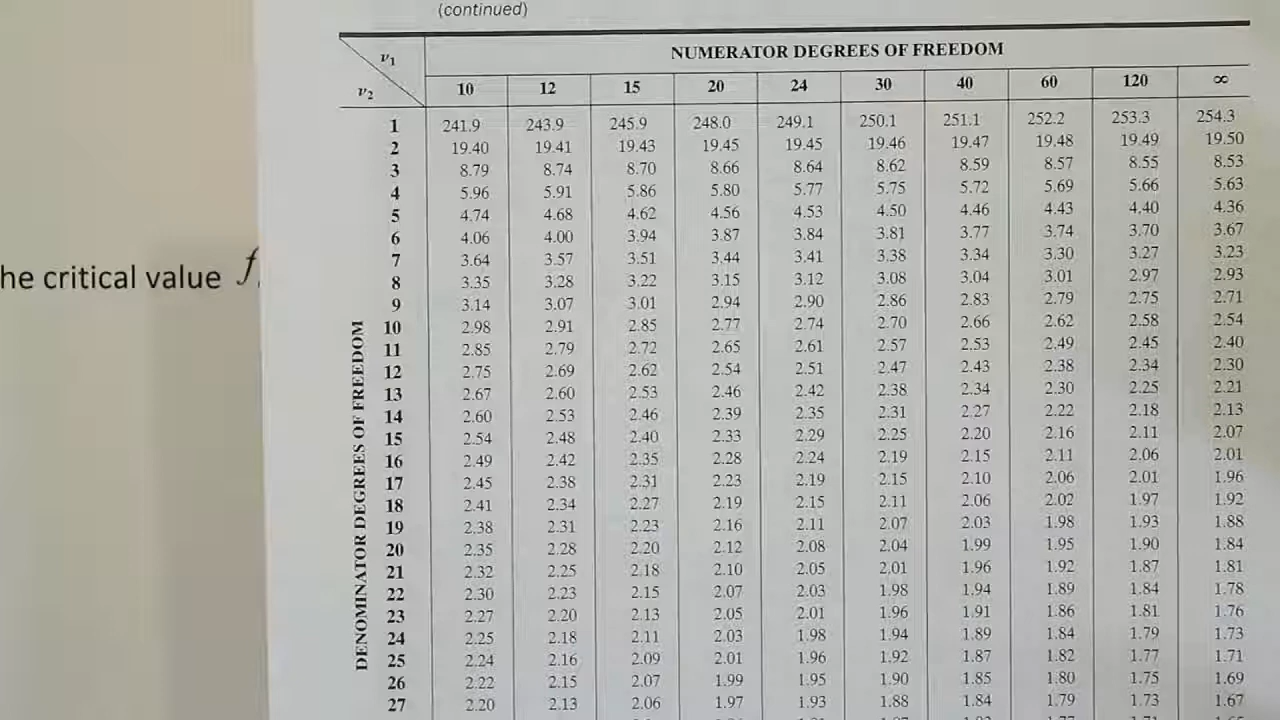 (continued)
ν1 NUMERATOR DEGREES OF FREEDOM
ν2 10 12 15 20 24 30 40 60 120 ∞
1 241.9 243.9 245.9 248.0 249.1 250.1 251.1 252.2 253.3 254.3
2 19.40 19.41 19.43 19.45 19.45 19.46 19.47 19.48 19.49 19.50
3 8.79 8.74 8.70 8.66 8.64 8.62 8.59 8.57 8.55 8.53
4 5.96 5.91 5.86 5.80 5.77 5.75 5.72 5.69 5.66 5.63
5 4.74 4.68 4.62 4.56 4.53 4.50 4.46 4.43 4.40 4.36
6 4.06 4.00 3.94 3.87 3.84 3.81 3.77 3.74 3.70 3.67
7 3.64 3.57 3.51 3.44 3.41 3.38 3.34 3.30 3.27 3.23
he critical value f
8 3.35 3.28 3.22 3.15 3.12 3.08 3.04 3.01 2.97 2.93
9 3.14 3.07 3.01 2.94 2.90 2.86 2.83 2.79 2.75 2.71
DENOMINATOR DEGREES OF FREEDOM
10 2.98 2.91 2.85 2.77 2.74 2.70 2.66 2.62 2.58 2.54
11 2.85 2.79 2.72 2.65 2.61 2.57 2.53 2.49 2.45 2.40
12 2.75 2.69 2.62 2.54 2.51 2.47 2.43 2.38 2.34 2.30
13 2.67 2.60 2.53 2.46 2.42 2.38 2.34 2.30 2.25 2.21
14 2.60 2.53 2.46 2.39 2.35 2.31 2.27 2.22 2.18 2.13
15 2.54 2.48 2.40 2.33 2.29 2.25 2.20 2.16 2.11 2.07
16 2.49 2.42 2.35 2.28 2.24 2.19 2.15 2.11 2.06 2.01
17 2.45 2.38 2.31 2.23 2.19 2.15 2.10 2.06 2.01 1.96
18 2.41 2.34 2.27 2.19 2.15 2.11 2.06 2.02 1.97 1.92
19 2.38 2.31 2.23 2.16 2.11 2.07 2.03 1.98 1.93 1.88
20 2.35 2.28 2.20 2.12 2.08 2.04 1.99 1.95 1.90 1.84
21 2.32 2.25 2.18 2.10 2.05 2.01 1.96 1.92 1.87 1.81
22 2.30 2.23 2.15 2.07 2.03 1.98 1.94 1.89 1.84 1.78
23 2.27 2.20 2.13 2.05 2.01 1.96 1.91 1.86 1.81 1.76
24 2.25 2.18 2.11 2.03 1.98 1.94 1.89 1.84 1.79 1.73
25 2.24 2.16 2.09 2.01 1.96 1.92 1.87 1.82 1.77 1.71
26 2.22 2.15 2.07 1.99 1.95 1.90 1.85 1.80 1.75 1.69
27 2.20 2.13 2.06 1.97 1.93 1.88 1.84 1.79 1.73 1.67